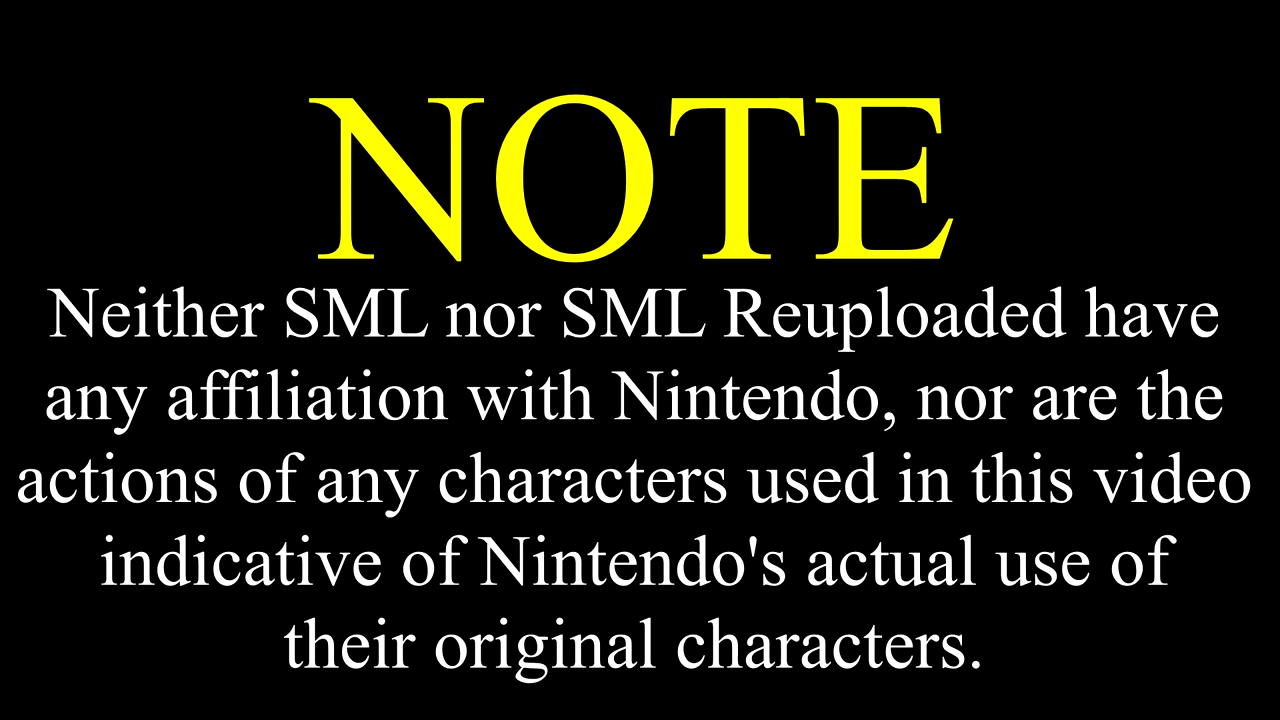 NOTE
Neither SML nor SML Reuploaded have
any affiliation with Nintendo, nor are the
actions of any characters used in this video
indicative of Nintendo's actual use of
their original characters.